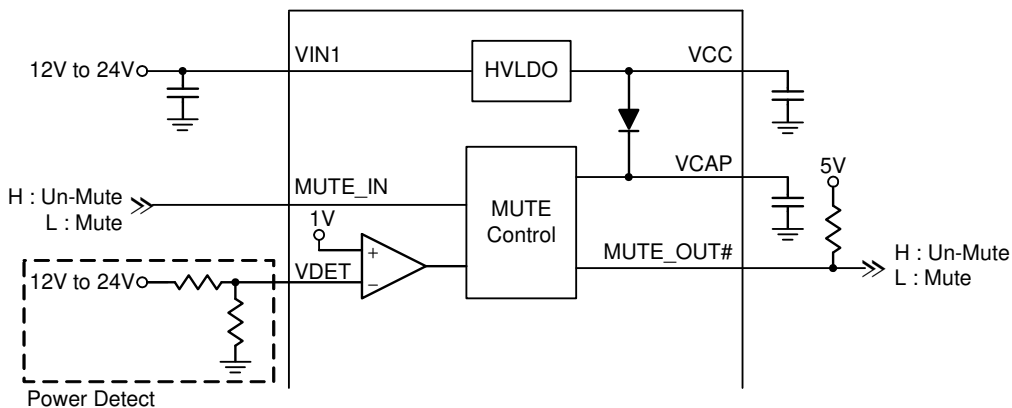 VIN1
HVLDO
VCC
12V to 24V
VCAP
5V
MUTE_IN
H : Un-Mute
L : Mute
MUTE
Control
1V
+
−
VDET
MUTE_OUT#
H : Un-Mute
L : Mute
12V to 24V
Power Detect